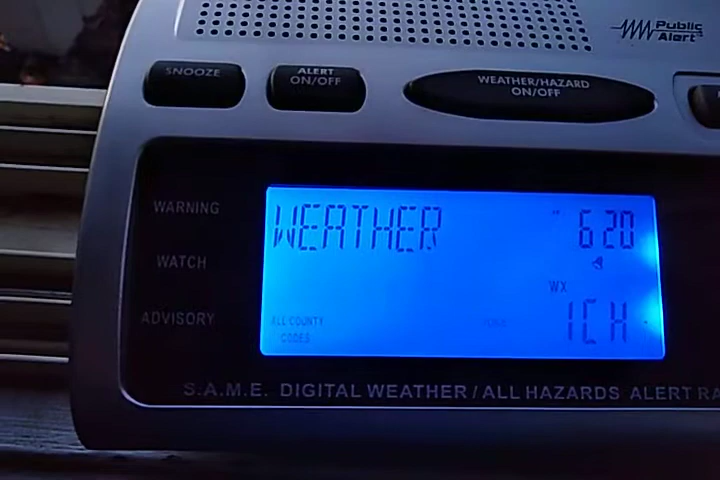 Public
Alert
SNOOZE
ALERT
ON/OFF
WEATHER/HAZARD
ON/OFF
WARNING
WATCH
ADVISORY
WEATHER
6 20
WX
1CH
ALL COUNTY
CODES
S.A.M.E. DIGITAL WEATHER / ALL HAZARDS ALERT RA